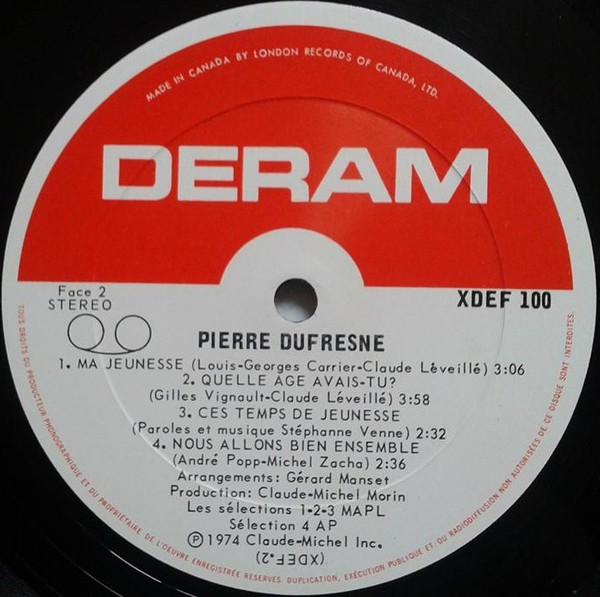 MADE IN CANADA BY LONDON RECORDS OF CANADA, LTD.
DERAM
Face 2
STEREO
XDEF 100
PIERRE DUFRESNE
1. MA JEUNESSE (Louis-Georges Carrier-Claude Léveillé) 3:06
2. QUELLE AGE AVAIS-TU?
(Gilles Vignault-Claude Léveillé) 3:58
3. CES TEMPS DE JEUNESSE
(Paroles et musique Stéphanne Venne) 2:32
4. NOUS ALLONS BIEN ENSEMBLE
(André Popp-Michel Zacha) 2:36
Arrangements: Gérard Manset
Production: Claude-Michel Morin
Les sélections 1-2-3 MAPL
Sélection 4 AP
Ⓟ 1974 Claude-Michel Inc.
(XDEF.2)
TOUS DROITS DU PRODUCTEUR PHONOGRAPHIQUE ET DU PROPRIÉTAIRE DE L'OEUVRE ENREGISTRÉE RESERVES. DUPLICATION, EXÉCUTION PUBLIQUE ET/OU RADIODIFFUSION NON AUTORISÉES DE CE DISQUE SONT INTERDITES.